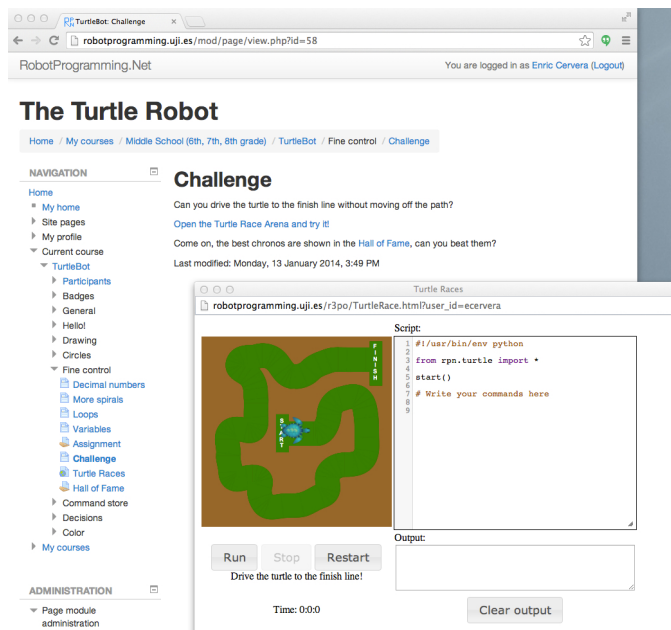 TurtleBot: Challenge
robotprogramming.uji.es/mod/page/view.php?id=58
RobotProgramming.Net
You are logged in as Enric Cervera (Logout)
The Turtle Robot
Home / My courses / Middle School (6th, 7th, 8th grade) / TurtleBot / Fine control / Challenge
NAVIGATION
Home
My home
Site pages
My profile
Current course
TurtleBot
Participants
Badges
General
Hello!
Drawing
Circles
Fine control
Decimal numbers
More spirals
Loops
Variables
Assignment
Challenge
Turtle Races
Hall of Fame
Command store
Decisions
Color
My courses
ADMINISTRATION
Page module
administration
Challenge
Can you drive the turtle to the finish line without moving off the path?
Open the Turtle Race Arena and try it!
Come on, the best chronos are shown in the Hall of Fame, can you beat them?
Last modified: Monday, 13 January 2014, 3:49 PM
Turtle Races
robotprogramming.uji.es/r3po/TurtleRace.html?user_id=ecervera
FINISH
START
Run
Stop
Restart
Drive the turtle to the finish line!
Time: 0:0:0
Script:
1 #!/usr/bin/env python
2
3 from rpn.turtle import *
4
5 start()
6
7 # Write your commands here
8
9
Output:
Clear output